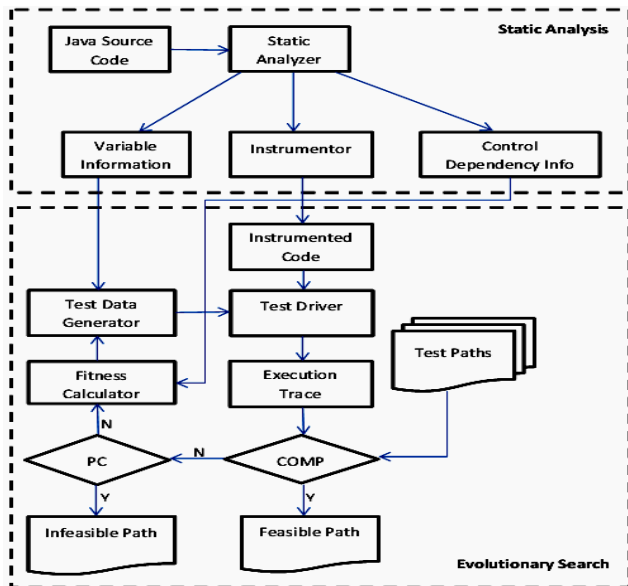 Static Analysis
Java Source
Code
Static
Analyzer
Variable
Information
Instrumentor
Control
Dependency Info
Instrumented
Code
Test Data
Generator
Test Driver
Test Paths
Fitness
Calculator
Execution
Trace
N
PC
N
COMP
Y
Y
Infeasible Path
Feasible Path
Evolutionary Search